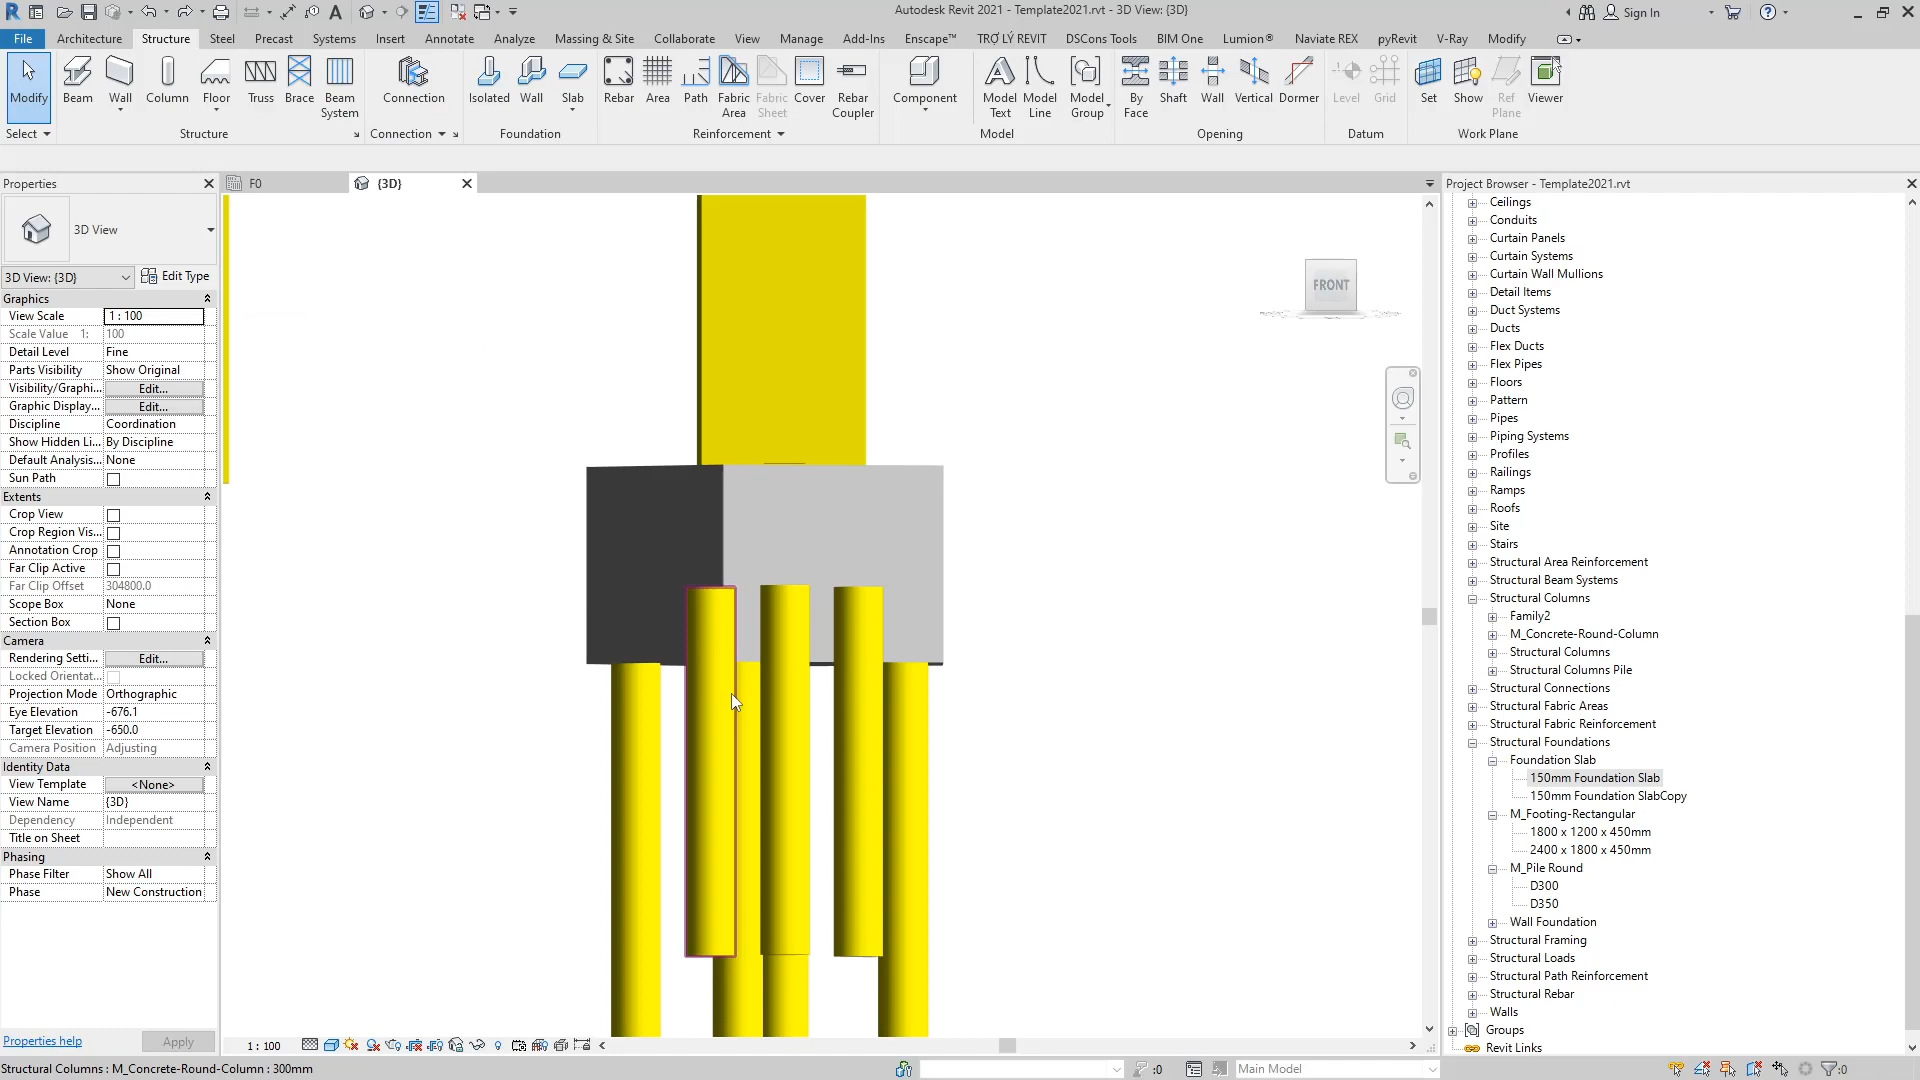 Autodesk Revit 2021 - Template2021.rvt - 3D View: {3D}
Sign In
File
Architecture
Structure
Steel
Precast
Systems
Insert
Annotate
Analyze
Massing & Site
Collaborate
View
Manage
Add-Ins
Enscape™
TRỢ LÝ REVIT
DSCons Tools
BIM One
Lumion®
Naviate REX
pyRevit
V-Ray
Modify
Modify
Beam
Wall
Column
Floor
Truss
Brace
Beam System
Connection
Isolated
Wall
Slab
Rebar
Area
Path
Fabric Area
Fabric Sheet
Cover
Rebar Coupler
Component
Model Text
Model Line
Model Group
By Face
Shaft
Wall
Vertical
Dormer
Level
Grid
Set
Show
Ref Plane
Viewer
Select
Structure
Connection
Foundation
Reinforcement
Model
Opening
Datum
Work Plane
Properties
3D View
3D View: {3D}
Edit Type
Graphics
View Scale 1 : 100
Scale Value 1: 100
Detail Level Fine
Parts Visibility Show Original
Visibility/Graphi... Edit...
Graphic Display... Edit...
Discipline Coordination
Show Hidden Li... By Discipline
Default Analysis... None
Sun Path
Extents
Crop View
Crop Region Vis...
Annotation Crop
Far Clip Active
Far Clip Offset 304800.0
Scope Box None
Section Box
Camera
Rendering Setti... Edit...
Locked Orientat...
Projection Mode Orthographic
Eye Elevation -676.1
Target Elevation -650.0
Camera Position Adjusting
Identity Data
View Template <None>
View Name {3D}
Dependency Independent
Title on Sheet
Phasing
Phase Filter Show All
Phase New Construction
Properties help
Apply
F0
{3D}
FRONT
1 : 100
Project Browser - Template2021.rvt
Ceilings
Conduits
Curtain Panels
Curtain Systems
Curtain Wall Mullions
Detail Items
Duct Systems
Ducts
Flex Ducts
Flex Pipes
Floors
Pattern
Pipes
Piping Systems
Profiles
Railings
Ramps
Roofs
Site
Stairs
Structural Area Reinforcement
Structural Beam Systems
Structural Columns
Family2
M_Concrete-Round-Column
Structural Columns
Structural Columns Pile
Structural Connections
Structural Fabric Areas
Structural Fabric Reinforcement
Structural Foundations
Foundation Slab
150mm Foundation Slab
150mm Foundation SlabCopy
M_Footing-Rectangular
1800 x 1200 x 450mm
2400 x 1800 x 450mm
M_Pile Round
D300
D350
Wall Foundation
Structural Framing
Structural Loads
Structural Path Reinforcement
Structural Rebar
Walls
Groups
Revit Links
Structural Columns : M_Concrete-Round-Column : 300mm
:0
Main Model
:0